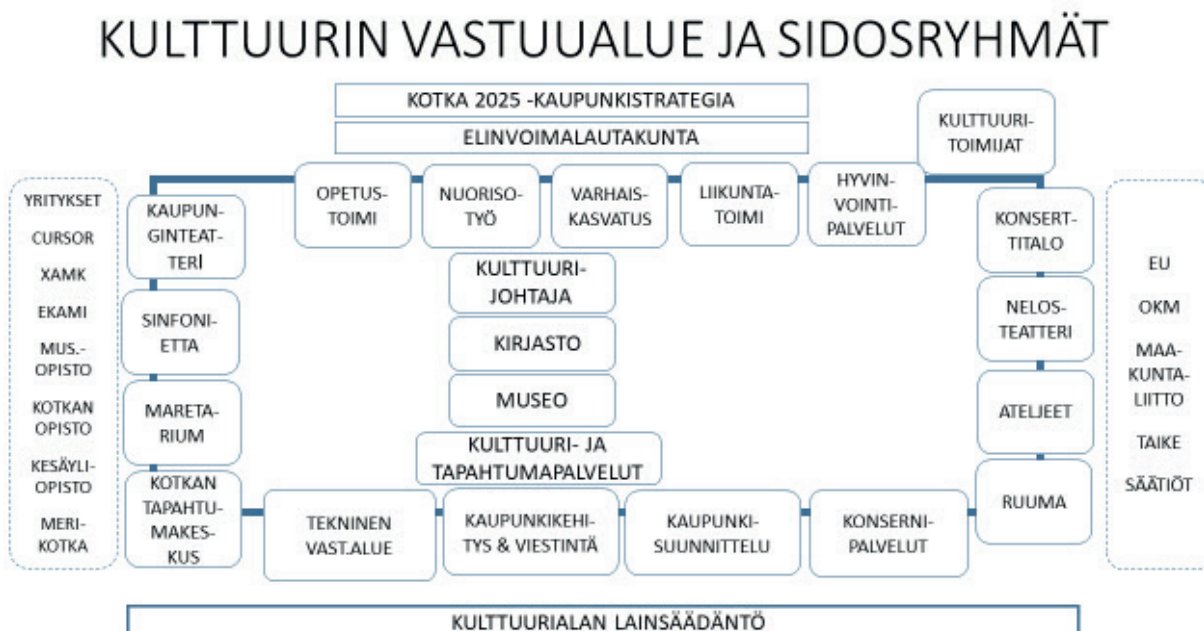 KULTTUURIN VASTUUALUE JA SIDOSRYHMÄT
KOTKA 2025 -KAUPUNKISTRATEGIA
ELINVOIMALAUTAKUNTA
KULTTUURI-
TOIMIJAT
YRITYKSET
CURSOR
XAMK
EKAMI
MUS.-
OPISTO
KOTKAN
OPISTO
KESÄYLI-
OPISTO
MERI-
KOTKA
KAUPUN-
GINTEAT-
TERI
SINFONI-
ETTA
MARETA-
RIUM
KOTKAN
TAPAHTU-
MAKES-
KUS
OPETUS-
TOIMI
NUORISO-
TYÖ
VARHAIS-
KASVATUS
LIIKUNTA-
TOIMI
HYVIN-
VOINTI-
PALVELUT
KULTTUURI-
JOHTAJA
KIRJASTO
MUSEO
KULTTUURI- JA
TAPAHTUMAPALVELUT
TEKNINEN
VAST.ALUE
KAUPUNKIKEHI-
TYS & VIESTINTÄ
KAUPUNKI-
SUUNNITTELU
KONSERNI-
PALVELUT
KONSERT-
TITALO
NELOS-
TEATTERI
ATELJEET
RUUMA
EU
OKM
MAA-
KUNTA-
LIITTO
TAIKE
SÄÄTIÖT
KULTTUURIALAN LAINSÄÄDÄNTÖ